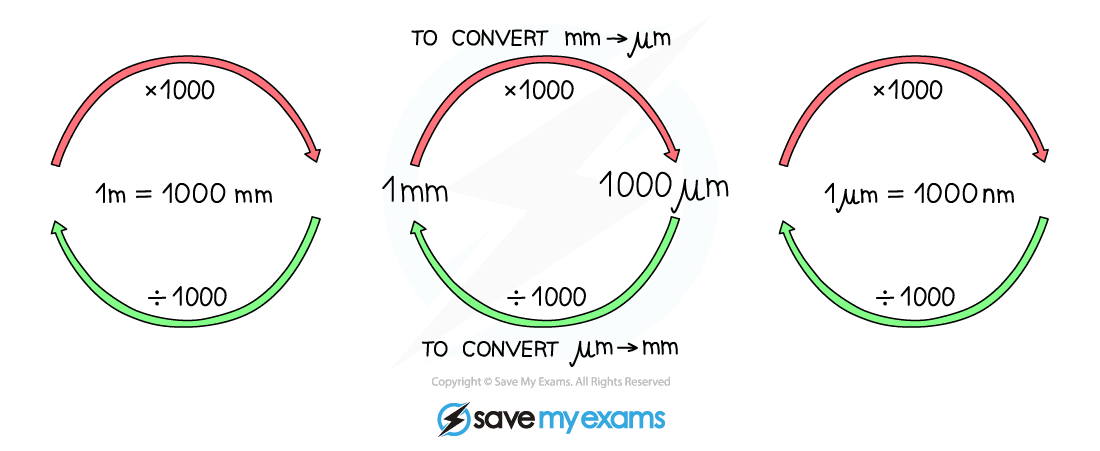 TO CONVERT mm → μm
×1000
×1000
×1000
1m = 1000 mm
1mm
1000 μm
1μm = 1000 nm
÷1000
÷1000
÷1000
TO CONVERT μm → mm
Copyright © Save My Exams. All Rights Reserved
save my exams